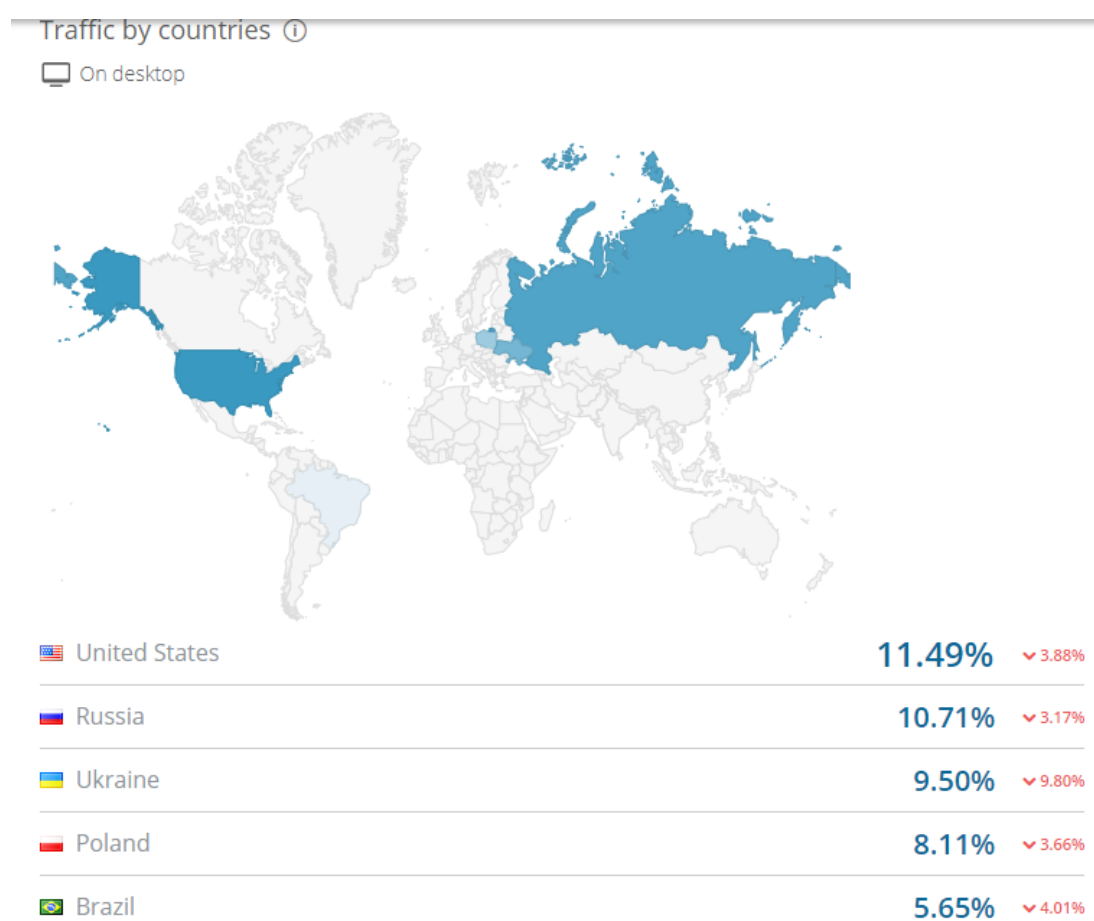 Traffic by countries
On desktop
United States 11.49% 3.88%
Russia 10.71% 3.17%
Ukraine 9.50% 9.80%
Poland 8.11% 3.66%
Brazil 5.65% 4.01%